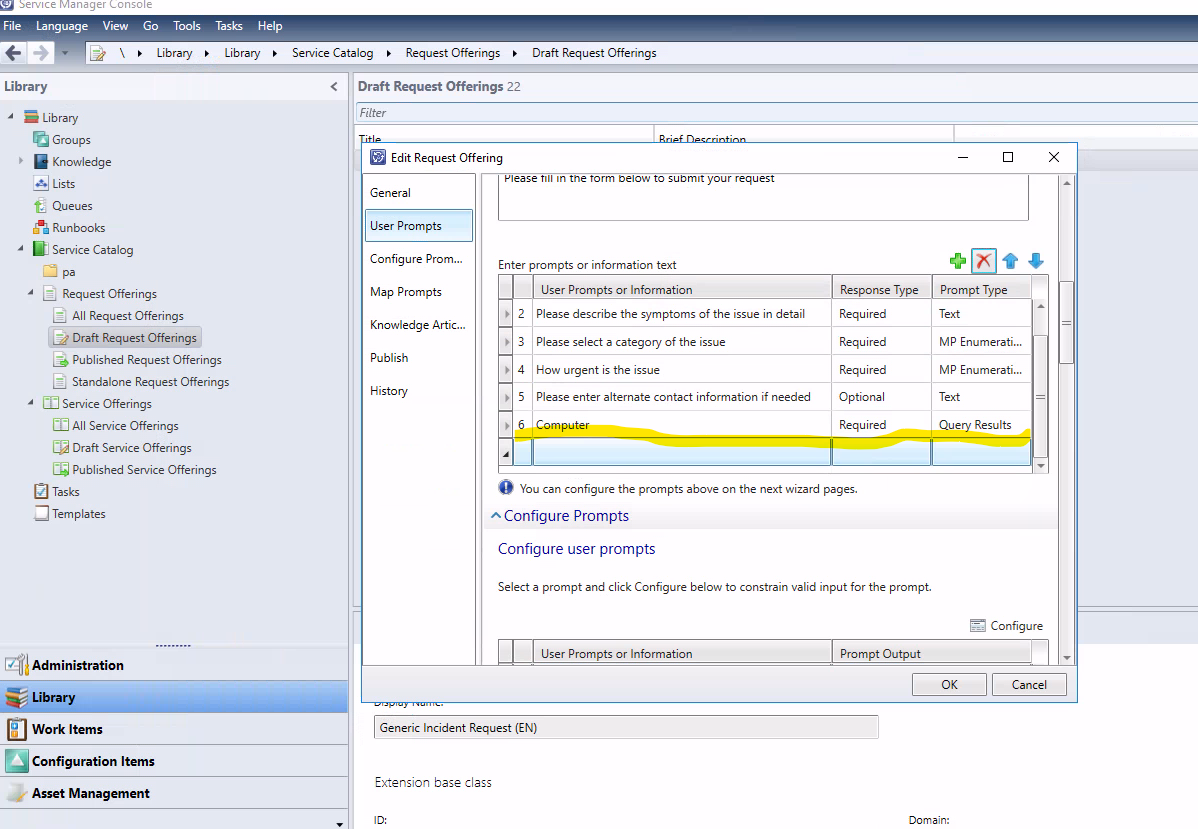 Service Manager Console
File Language View Go Tools Tasks Help
\ Library Library Service Catalog Request Offerings Draft Request Offerings
Library
Library
Groups
Knowledge
Lists
Queues
Runbooks
Service Catalog
pa
Request Offerings
All Request Offerings
Draft Request Offerings
Published Request Offerings
Standalone Request Offerings
Service Offerings
All Service Offerings
Draft Service Offerings
Published Service Offerings
Tasks
Templates
Administration
Library
Work Items
Configuration Items
Asset Management
Draft Request Offerings 22
Filter
Title Brief Description
Edit Request Offering
General
User Prompts
Configure Prom...
Map Prompts
Knowledge Artic...
Publish
History
Please fill in the form below to submit your request
Enter prompts or information text
User Prompts or Information Response Type Prompt Type
2 Please describe the symptoms of the issue in detail Required Text
3 Please select a category of the issue Required MP Enumerati...
4 How urgent is the issue Required MP Enumerati...
5 Please enter alternate contact information if needed Optional Text
6 Computer Required Query Results
You can configure the prompts above on the next wizard pages.
Configure Prompts
Configure user prompts
Select a prompt and click Configure below to constrain valid input for the prompt.
Configure
User Prompts or Information Prompt Output
OK Cancel
Display Name:
Generic Incident Request (EN)
Extension base class
ID: Domain: